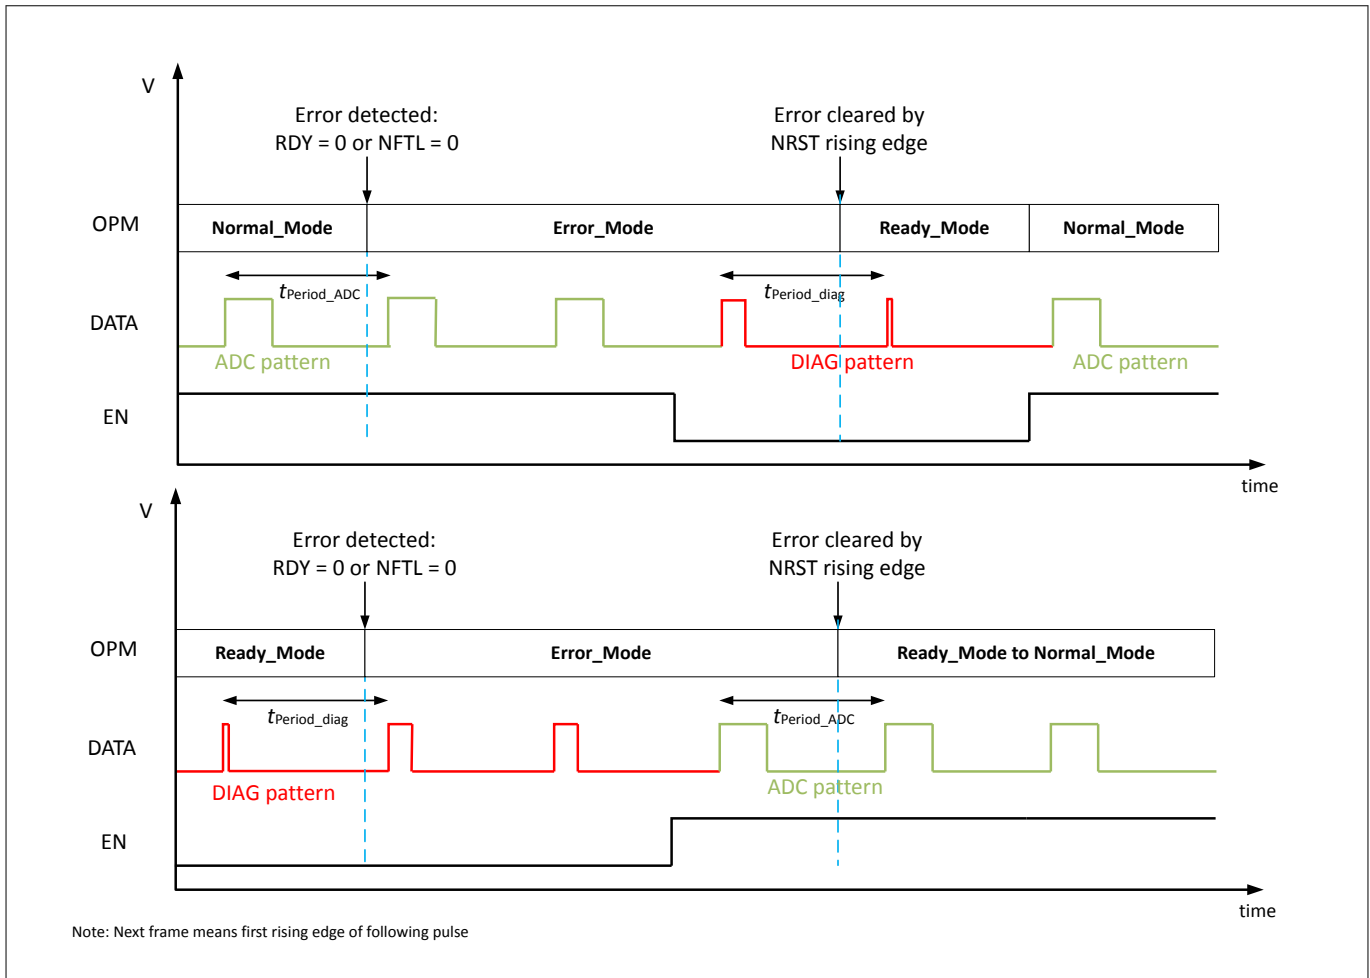 V
Error detected:
RDY = 0 or NFTL = 0
Error cleared by
NRST rising edge
OPM
Normal_Mode
Error_Mode
Ready_Mode
Normal_Mode
tPeriod_ADC
tPeriod_diag
DATA
ADC pattern
DIAG pattern
ADC pattern
EN
time
V
Error detected:
RDY = 0 or NFTL = 0
Error cleared by
NRST rising edge
OPM
Ready_Mode
Error_Mode
Ready_Mode to Normal_Mode
tPeriod_diag
tPeriod_ADC
DATA
DIAG pattern
ADC pattern
EN
time
Note: Next frame means first rising edge of following pulse